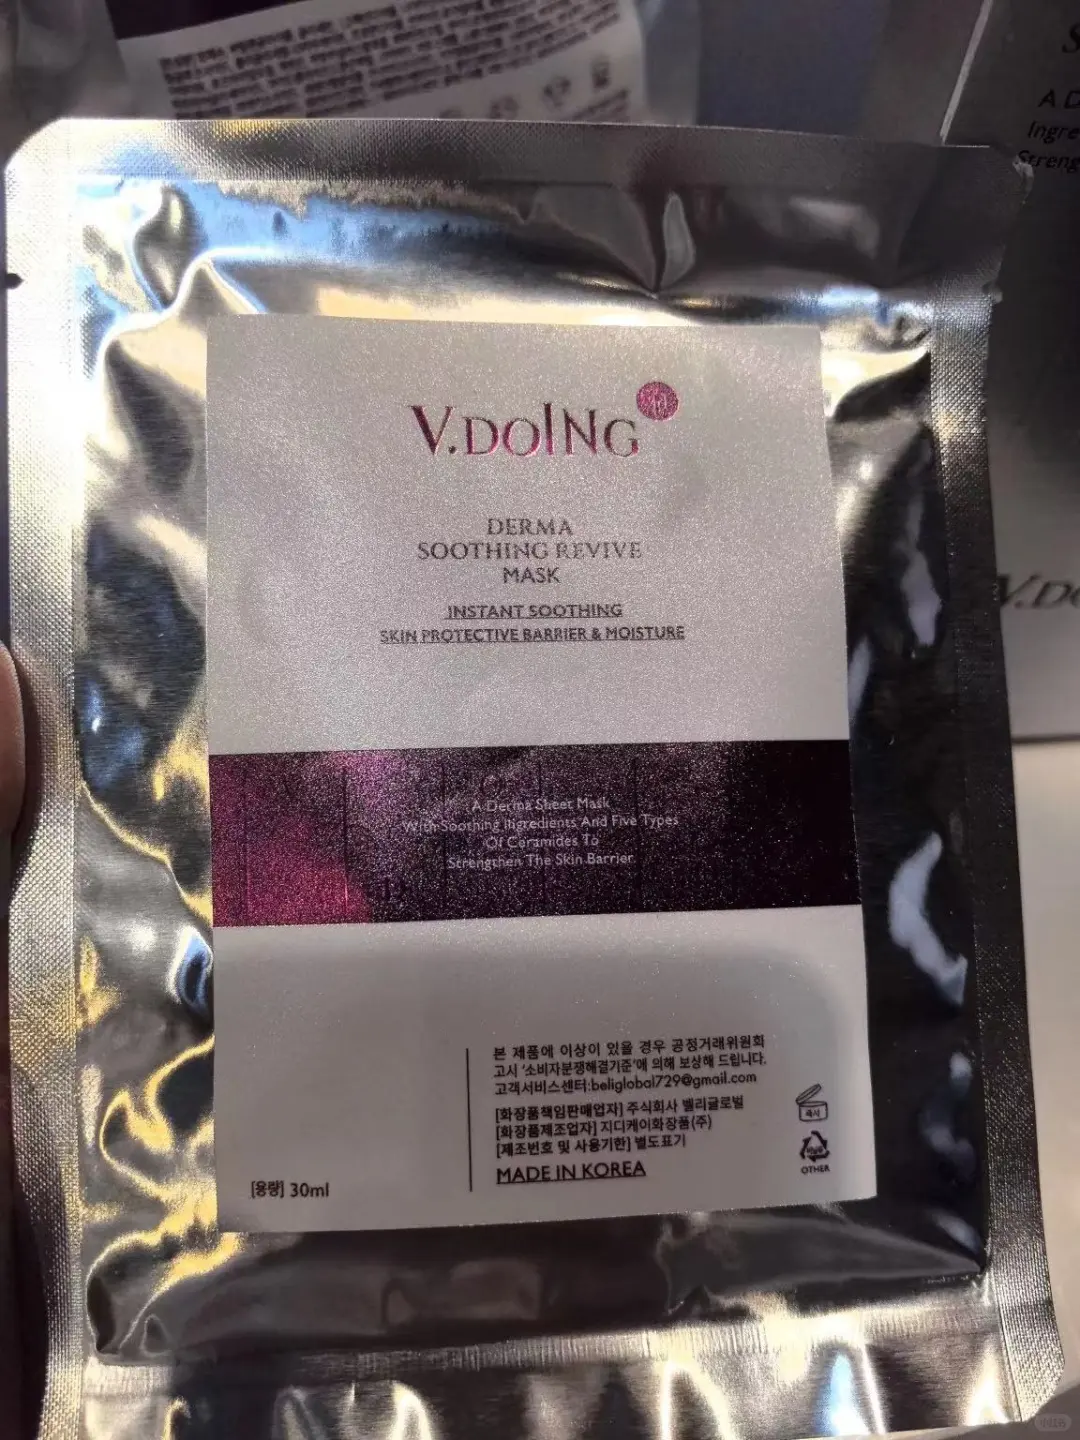 S
A D
Ingre
Streng
V.DOING
DERMA
SOOTHING REVIVE
MASK
INSTANT SOOTHING
SKIN PROTECTIVE BARRIER & MOISTURE
A Derma Sheet Mask
With Soothing Ingredients And Five Types
Of Ceramides To
Strengthen The Skin Barrier
V.DO
본 제품에 이상이 있을 경우 공정거래위원회
고시 '소비자분쟁해결기준'에 의해 보상해 드립니다.
고객서비스센터:beliglobal729@gmail.com
[화장품책임판매업자] 주식회사 벨리글로벌
[화장품제조업자] 지디케이화장품(주)
[제조번호 및 사용기한] 별도표기
MADE IN KOREA
[용량] 30ml
즉시
OTHER